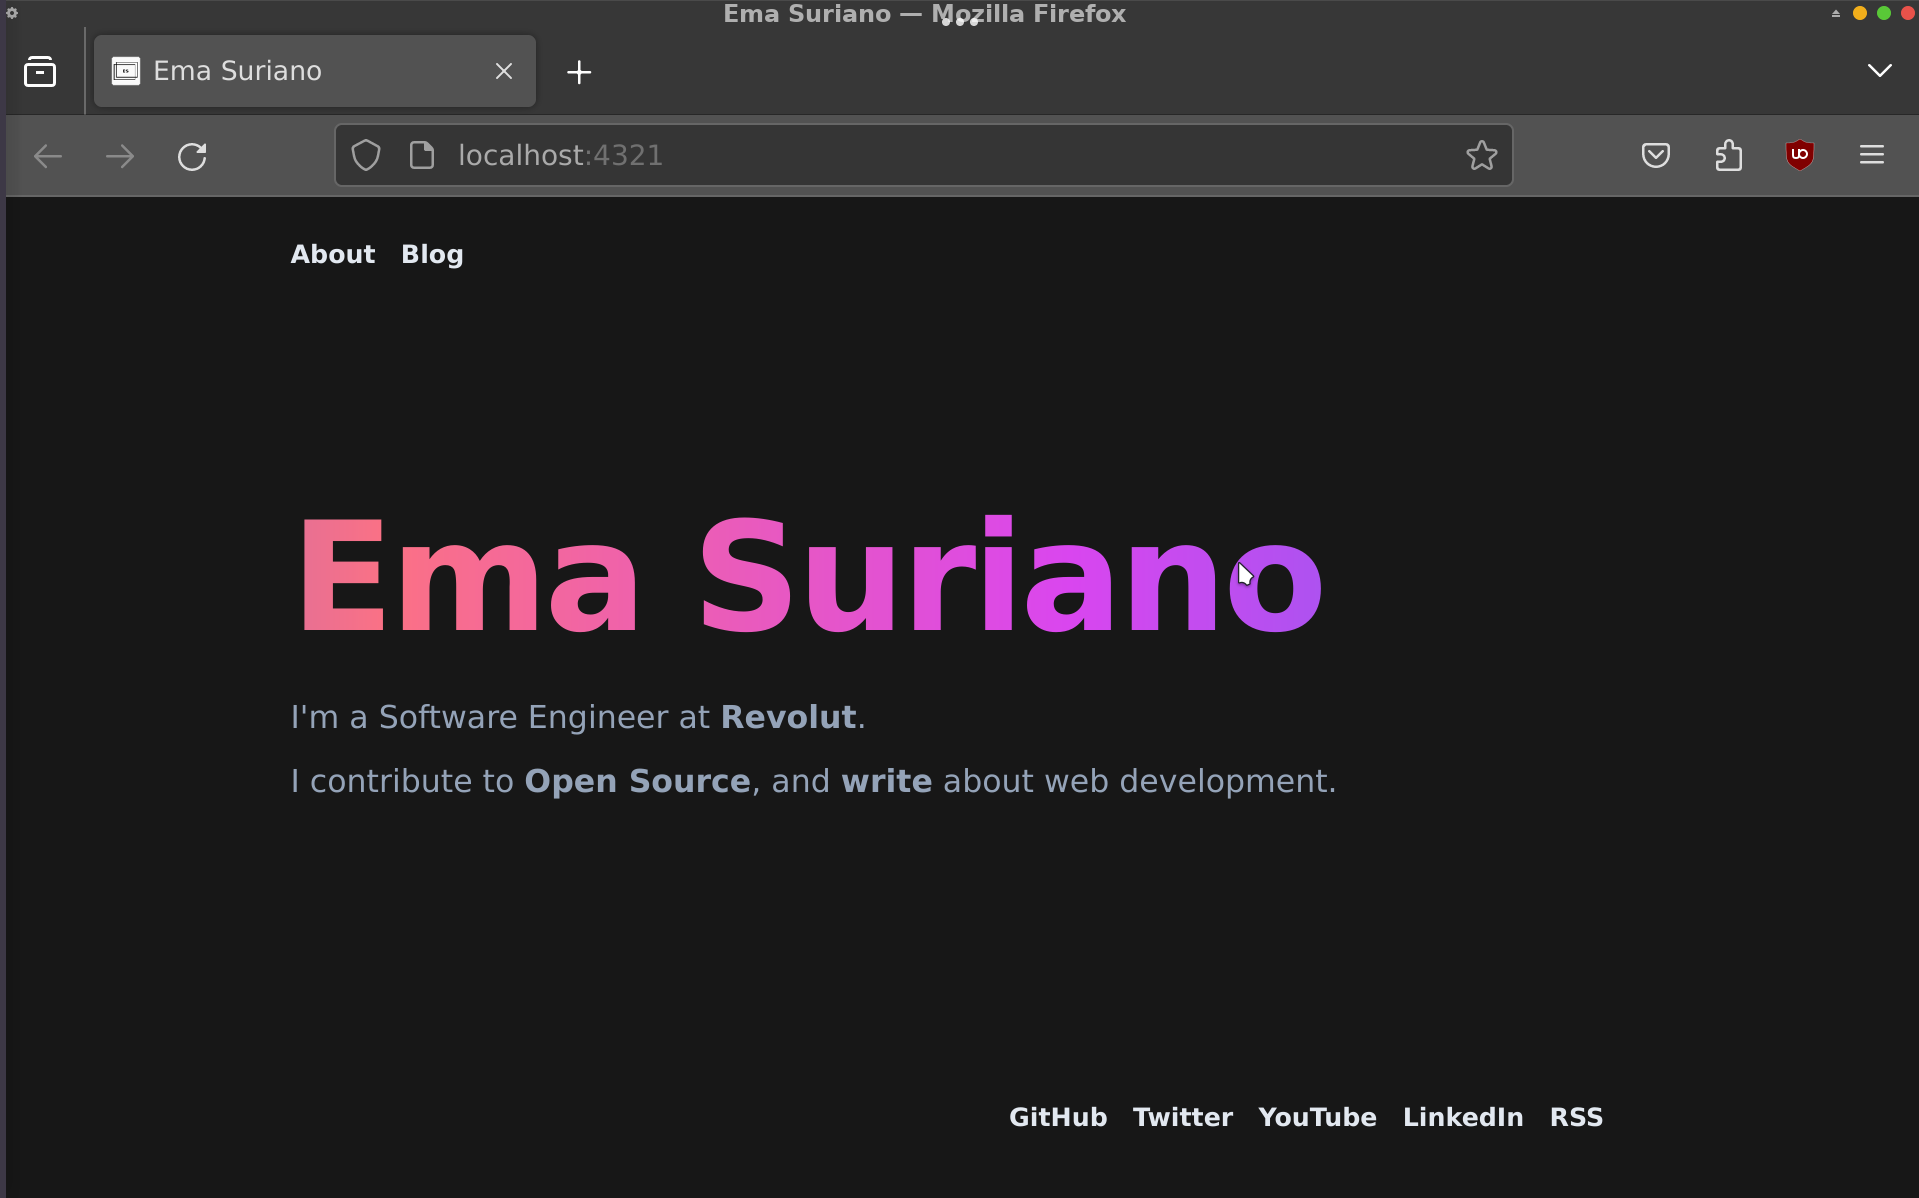 Ema Suriano — Mozilla Firefox
Ema Suriano
localhost:4321
About Blog
Ema Suriano
I'm a Software Engineer at Revolut.
I contribute to Open Source, and write about web development.
GitHub Twitter YouTube LinkedIn RSS